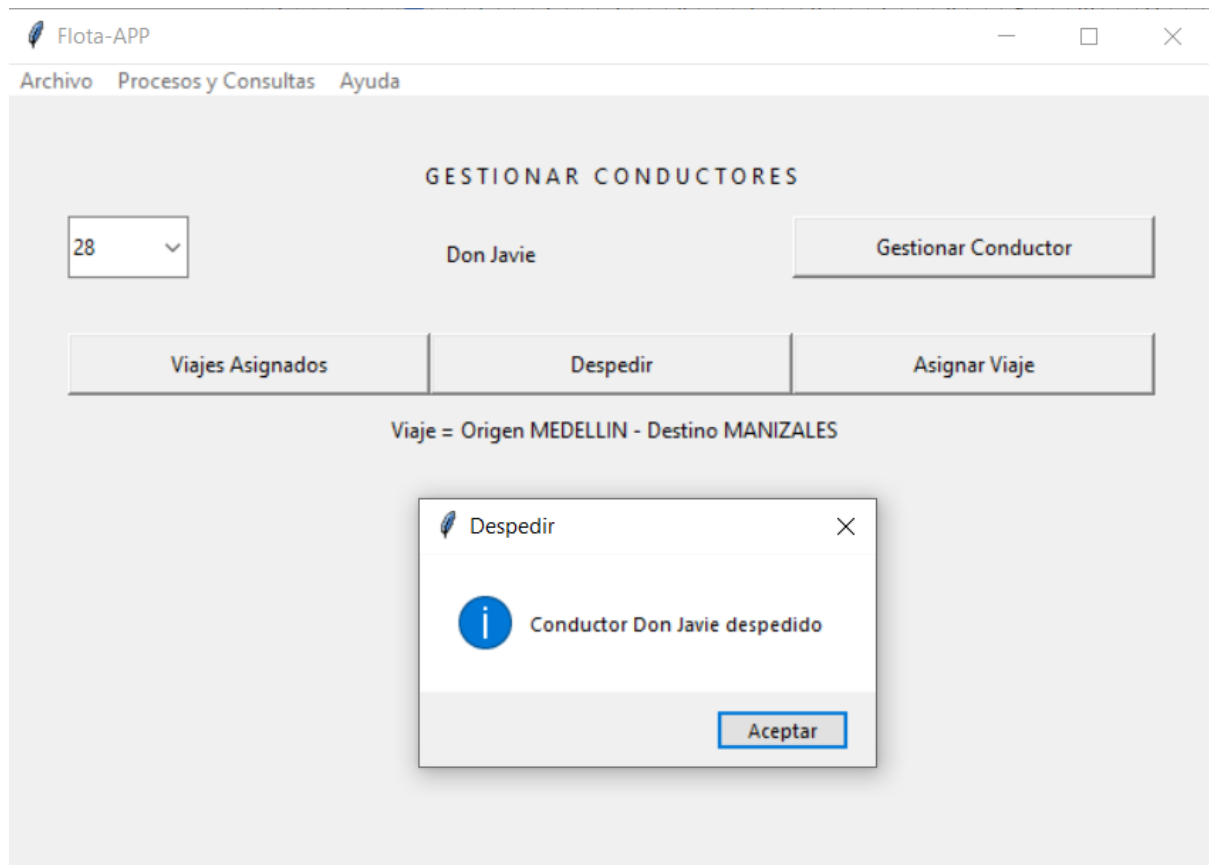 Flota-APP
Archivo Procesos y Consultas Ayuda
GESTIONAR CONDUCTORES
28
Don Javie
Gestionar Conductor
Viajes Asignados
Despedir
Asignar Viaje
Viaje = Origen MEDELLIN - Destino MANIZALES
Despedir
Conductor Don Javie despedido
Aceptar